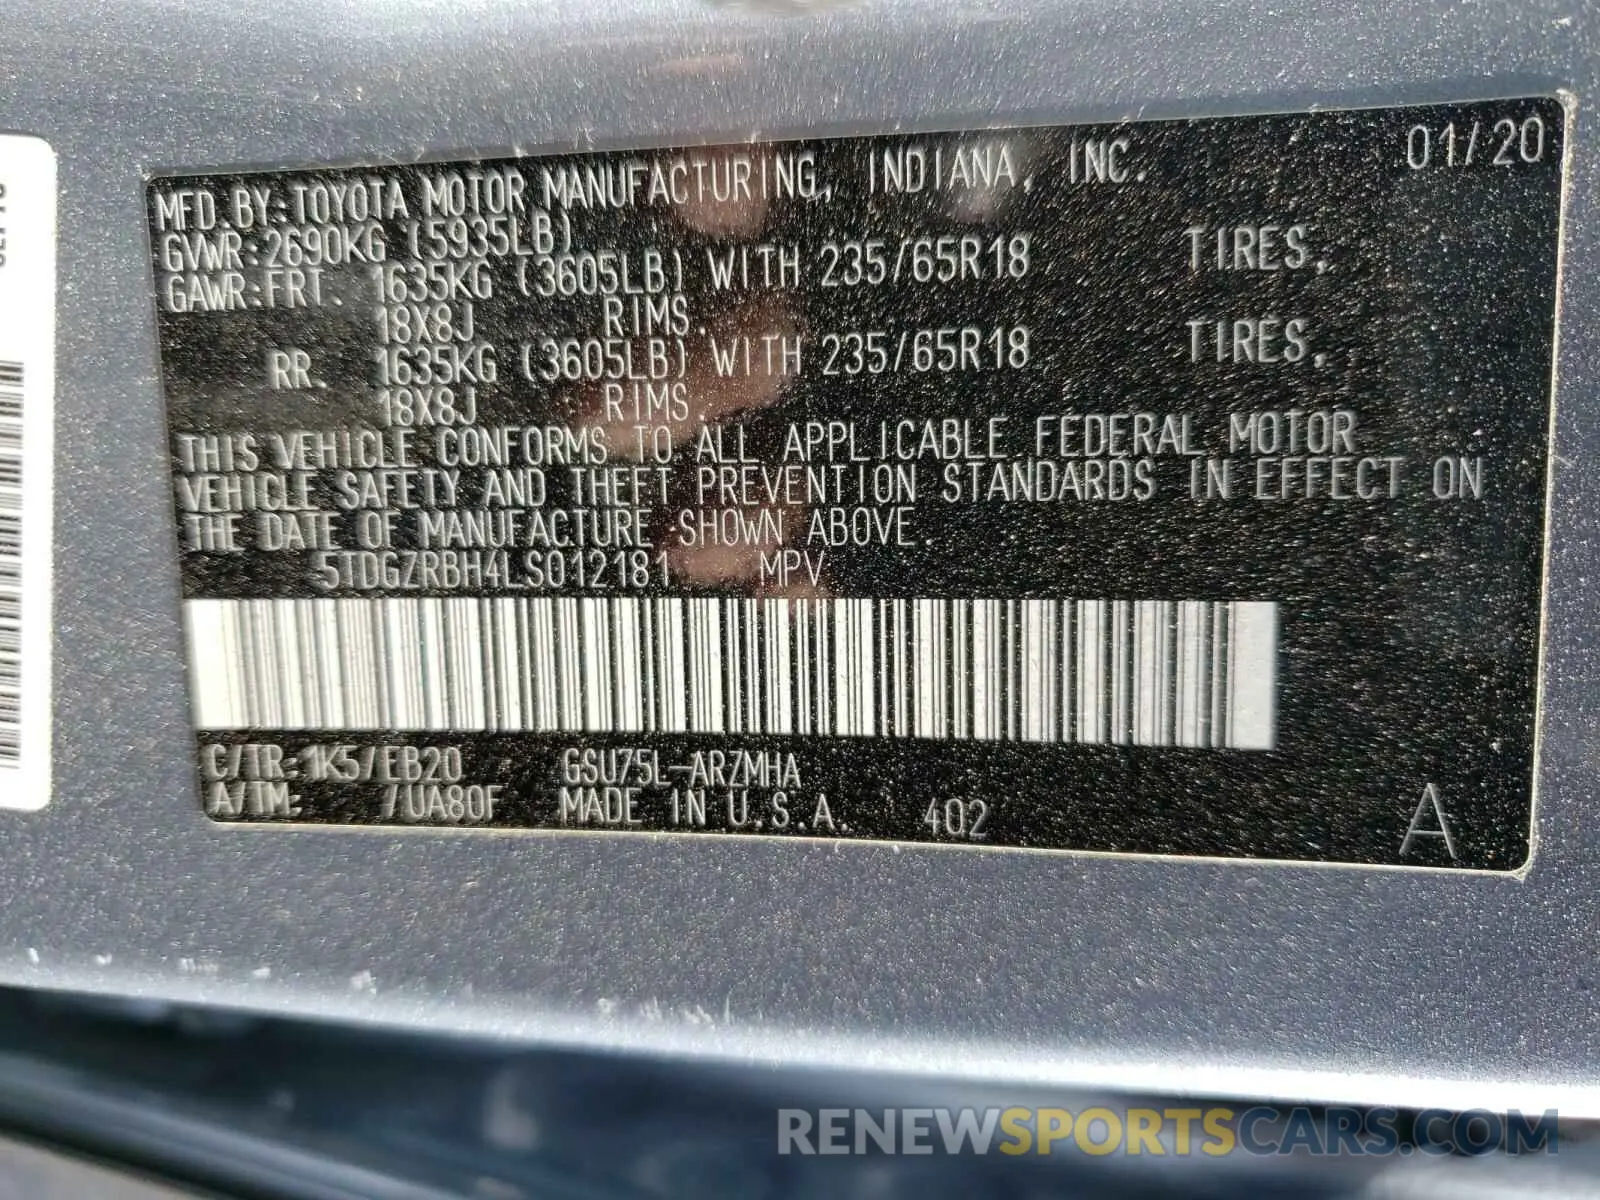 01/20
MFD.BY:TOYOTA MOTOR MANUFACTURING, INDIANA, INC.
GVWR:2690KG (5935LB)
GAWR:FRT. 1635KG (3605LB) WITH 235/65R18 TIRES,
18X8J RIMS.
RR. 1635KG (3605LB) WITH 235/65R18 TIRES,
18X8J RIMS.
THIS VEHICLE CONFORMS TO ALL APPLICABLE FEDERAL MOTOR
VEHICLE SAFETY AND THEFT PREVENTION STANDARDS IN EFFECT ON
THE DATE OF MANUFACTURE SHOWN ABOVE.
5TDGZRBH4LS012181 MPV
C/TR:1K5/EB20 GSU75L-ARZMHA
A/TM: /UA80F MADE IN U.S.A. 402
A
RENEWSPORTSCARS.COM